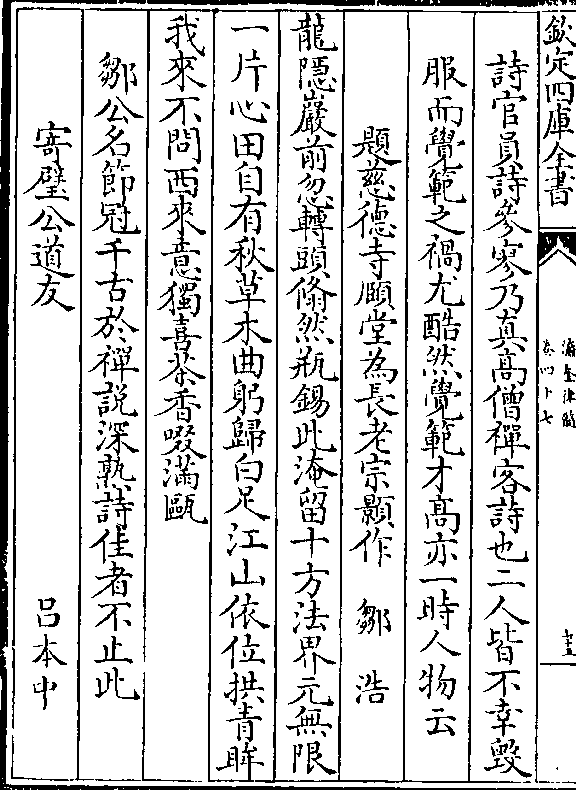 欽定四庫全書
瀛奎律髓
卷四十七
詩官員詩參寥乃真高僧禪客詩也二人皆不幸毀
服而覺範之禍尤酷然覺範才高亦一時人物云
題慈德寺願堂為長老宗顥作 鄒浩
龍隱巖前忽轉頭翛然瓶錫此淹留十方法界元無限
一片心田自有秋草木曲躬歸白足江山依位拱青眸
我來不問西來意獨喜茶香啜滿甌
鄒公名節冠千古於禪説深熟詩佳者不止此
寄璧公道友 吕本中